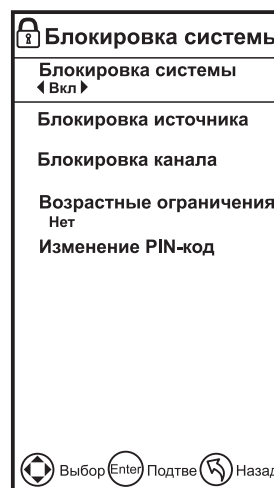 Блокировка системы
Блокировка системы
Вкл
Блокировка источника
Блокировка канала
Возрастные ограничения
Нет
Изменение PIN-код
Выбор Enter Подтве Назад